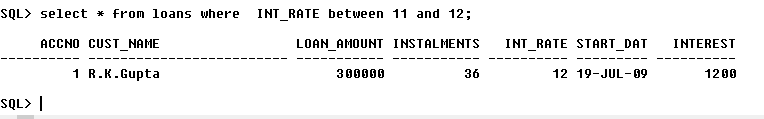 SQL> select * from loans where  INT_RATE between 11 and 12;
     ACCNO CUST_NAME                 LOAN_AMOUNT INSTALMENTS   INT_RATE START_DAT   INTEREST
---------- ------------------------- ----------- ----------- ---------- --------- ----------
         1 R.K.Gupta                      300000          36         12 19-JUL-09       1200
SQL>